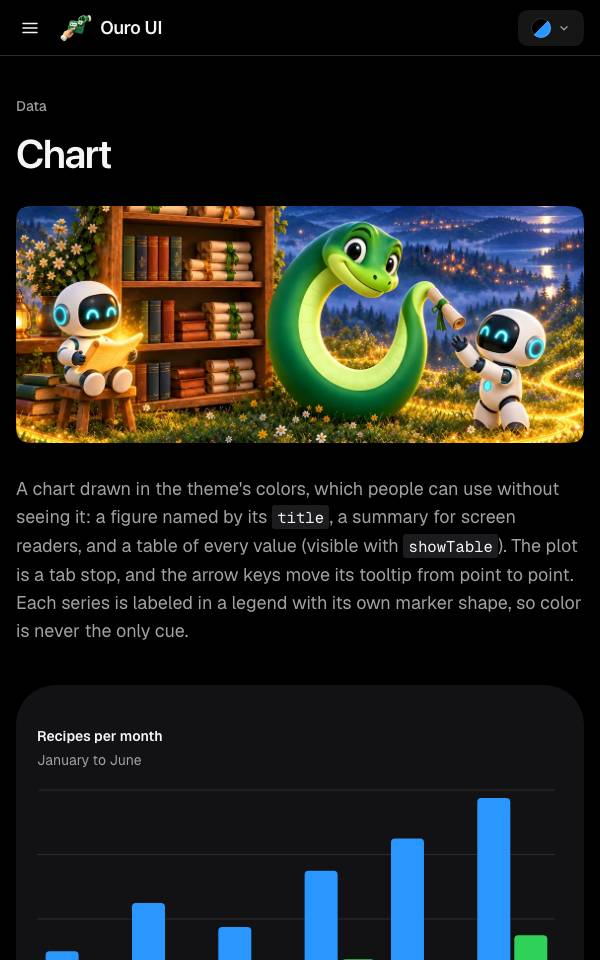 Ouro UI
Data
Chart
A chart drawn in the theme's colors, which people can use without
seeing it: a figure named by its title, a summary for screen
readers, and a table of every value (visible with showTable). The plot
is a tab stop, and the arrow keys move its tooltip from point to point.
Each series is labeled in a legend with its own marker shape, so color
is never the only cue.
Recipes per month
January to June